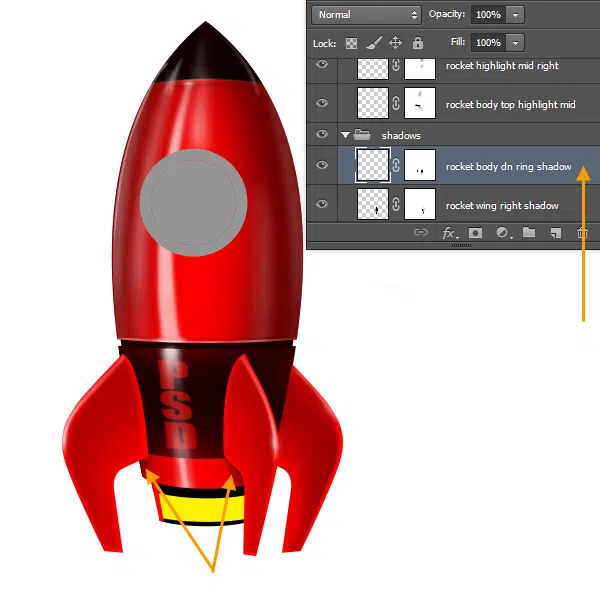 Normal
Opacity: 100%
Lock:
Fill: 100%
rocket highlight mid right
rocket body top highlight mid
shadows
rocket body dn ring shadow
rocket wing right shadow
fx
PSD